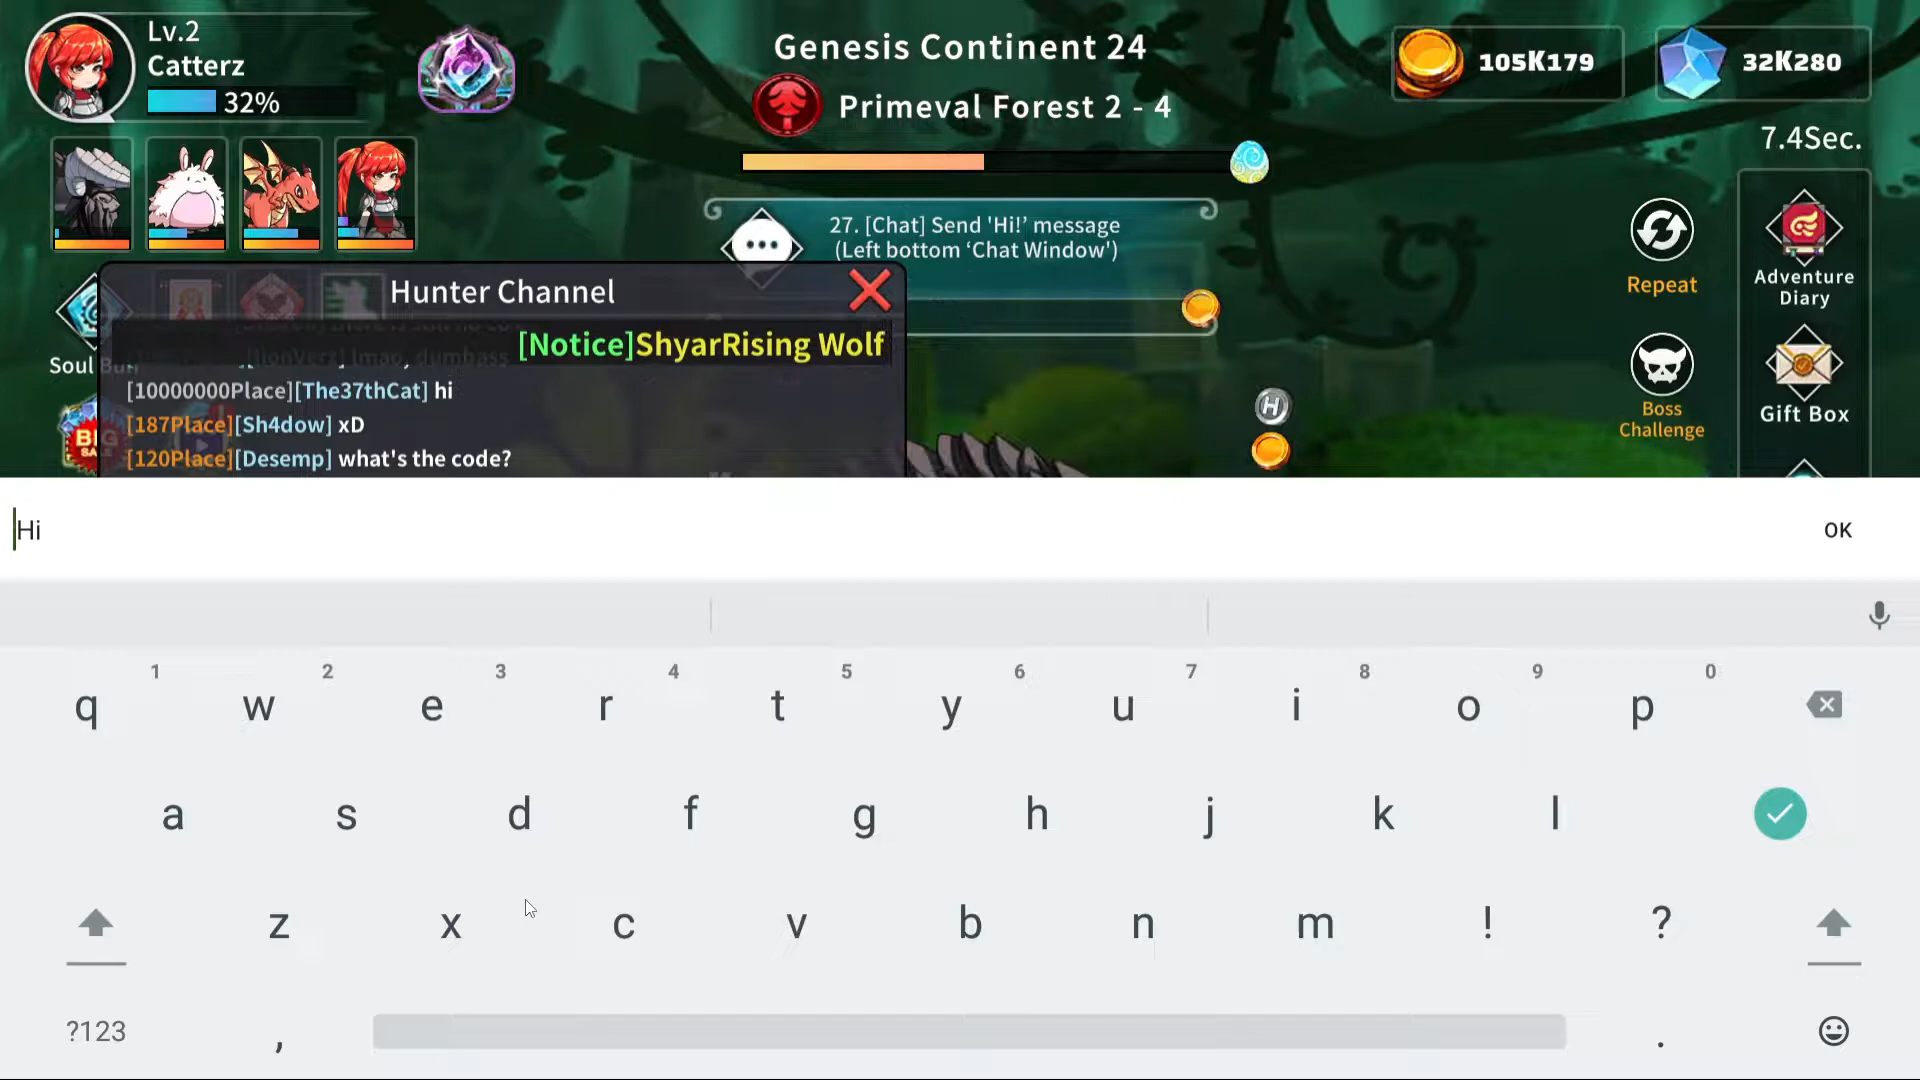 Lv.2
Catterz
32%
Genesis Continent 24
Primeval Forest 2 - 4
105K179
32K280
7.4Sec.
27. [Chat] Send 'Hi!’ message
(Left bottom ‘Chat Window’)
Repeat
Adventure
Diary
Boss
Challenge
Gift Box
Soul
Hunter Channel
[Notice]ShyarRising Wolf
lmao, dumbass
[10000000Place][The37thCat] hi
[187Place][Sh4dow] xD
[120Place][Desemp] what's the code?
H
Hi
OK
1 2 3 4 5 6 7 8 9 0
q w e r t y u i o p
a s d f g h j k l
z x c v b n m ! ?
?123 , .